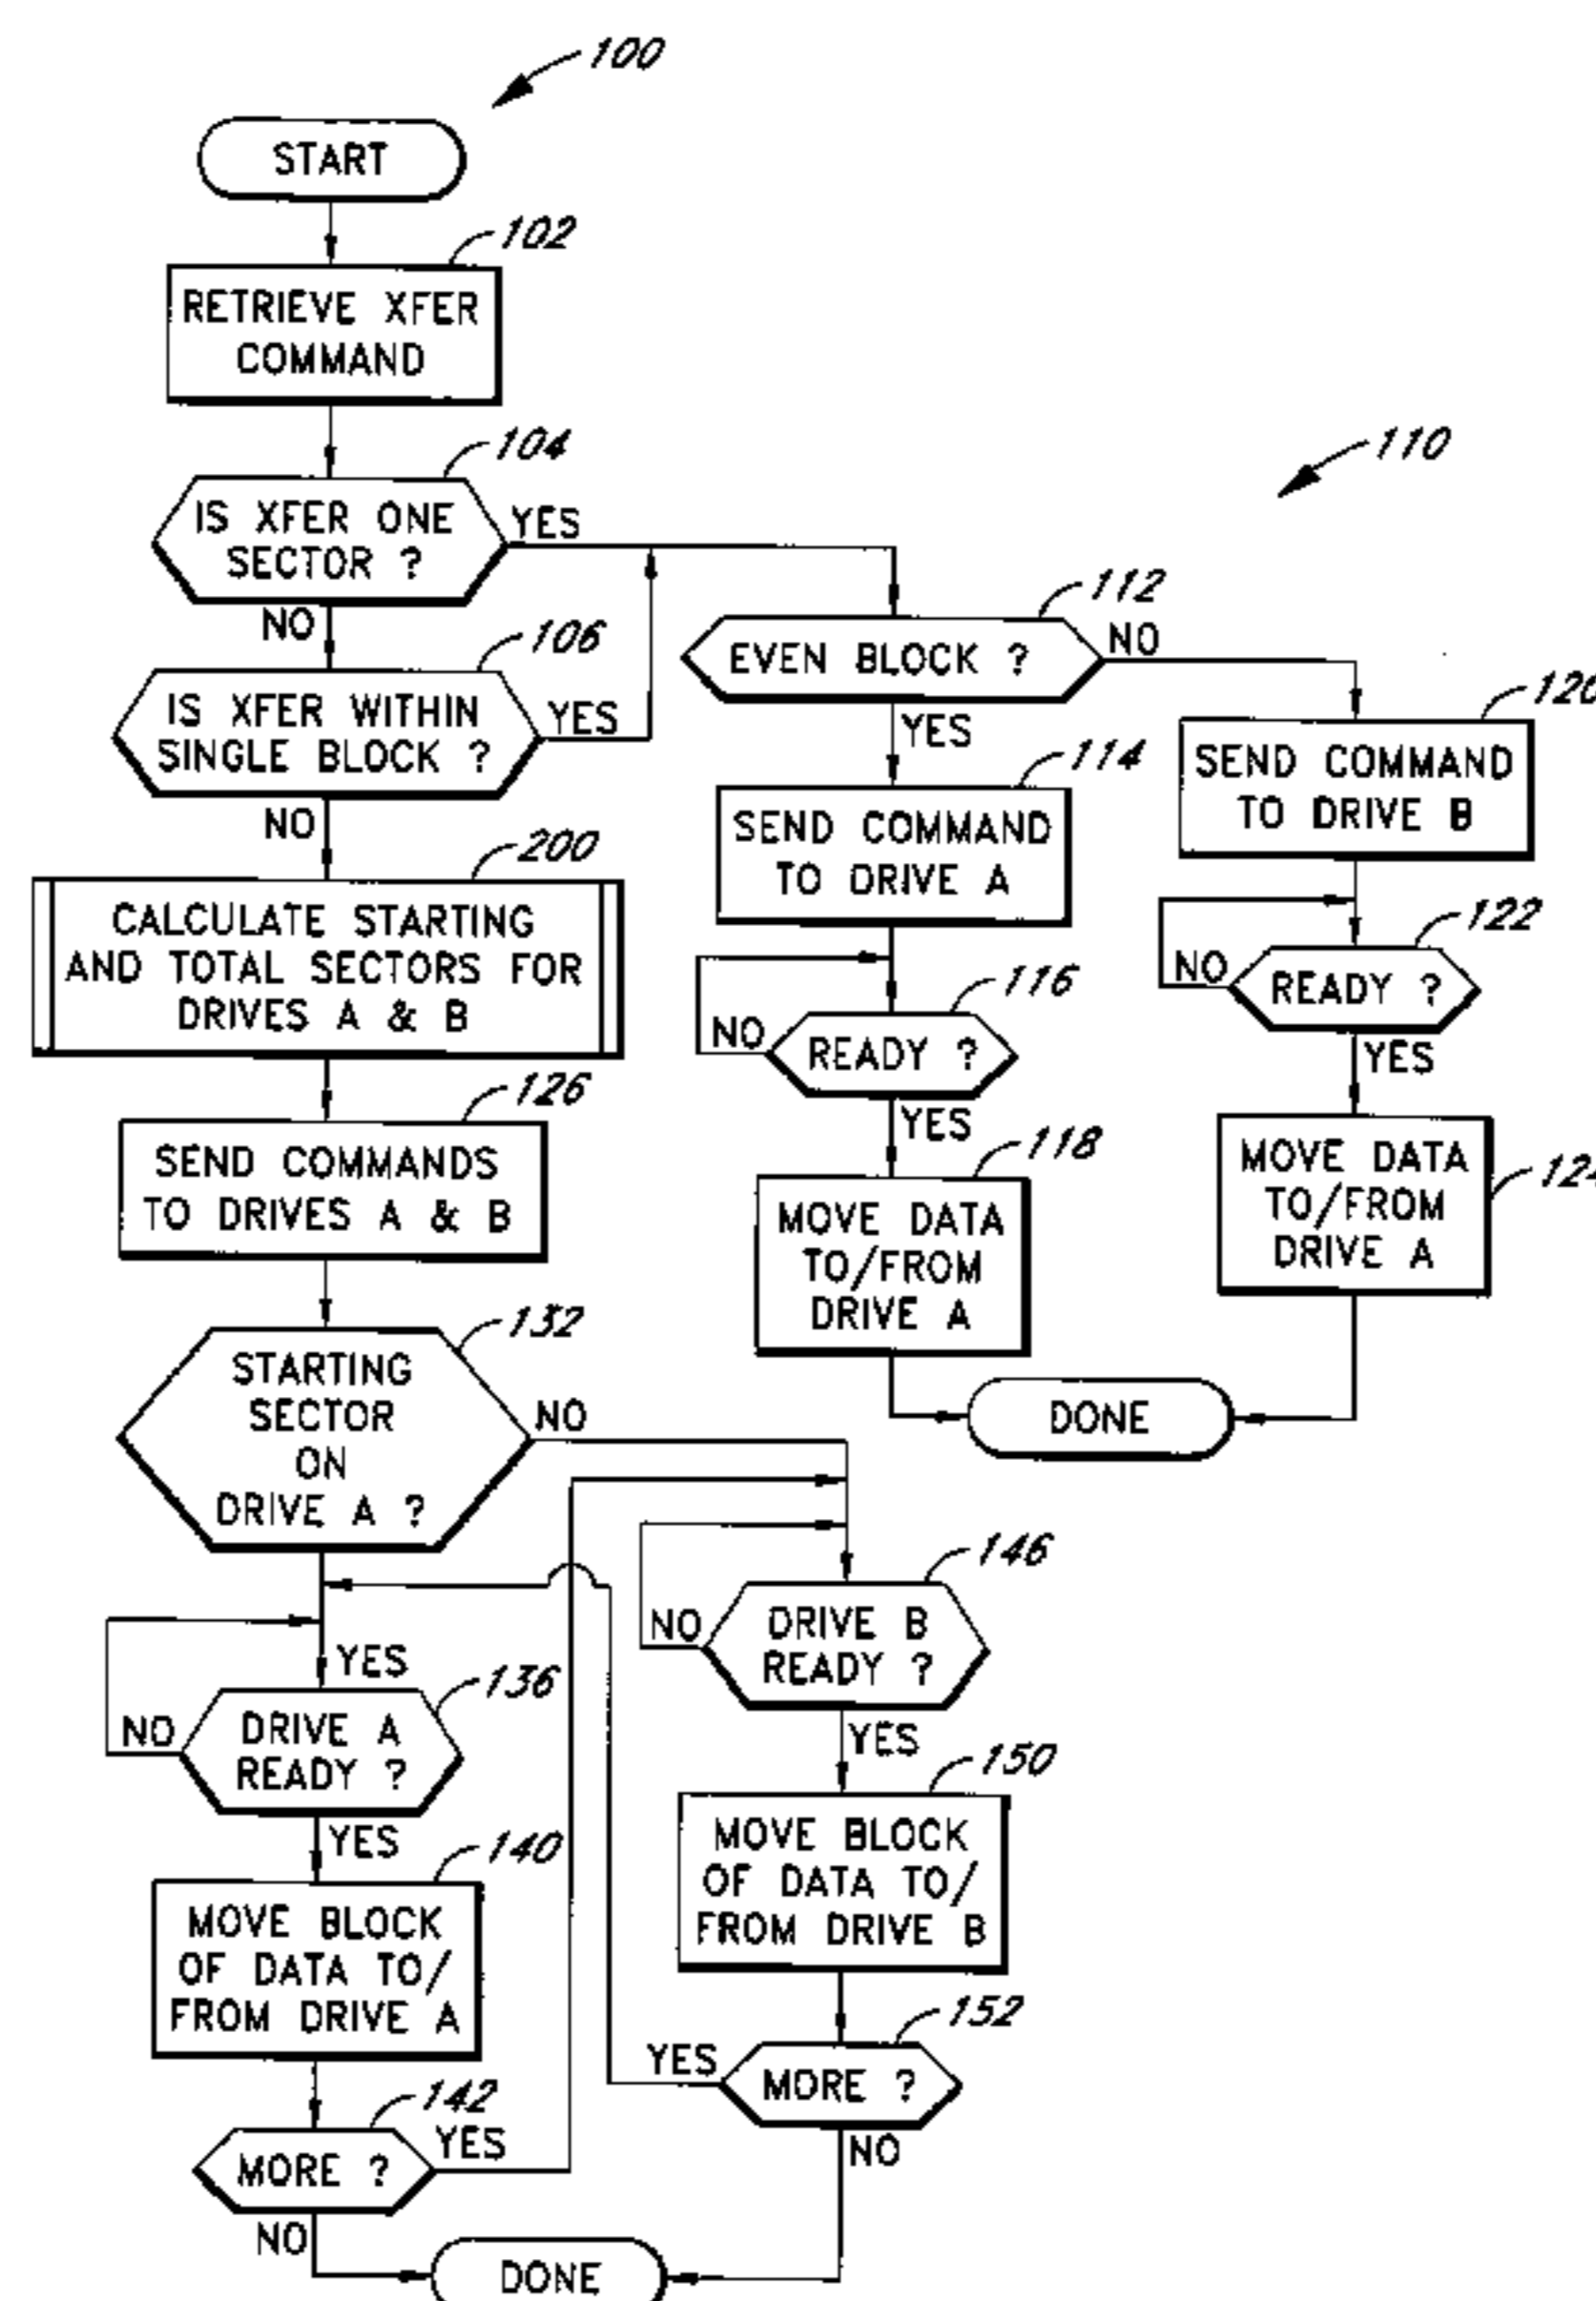 100
START
102
RETRIEVE XFER
COMMAND
104
IS XFER ONE
SECTOR ?
YES
NO
106
IS XFER WITHIN
SINGLE BLOCK ?
YES
NO
200
CALCULATE STARTING
AND TOTAL SECTORS FOR
DRIVES A & B
126
SEND COMMANDS
TO DRIVES A & B
132
STARTING
SECTOR
ON
DRIVE A ?
NO
YES
136
DRIVE A
READY ?
NO
YES
140
MOVE BLOCK
OF DATA TO/
FROM DRIVE A
142
MORE ?
YES
NO
110
112
EVEN BLOCK ?
NO
YES
114
SEND COMMAND
TO DRIVE A
116
READY ?
NO
YES
118
MOVE DATA
TO/FROM
DRIVE A
120
SEND COMMAND
TO DRIVE B
122
READY ?
NO
YES
MOVE DATA
TO/FROM
DRIVE A
DONE
146
DRIVE B
READY ?
NO
YES
150
MOVE BLOCK
OF DATA TO/
FROM DRIVE B
152
MORE ?
YES
NO
DONE